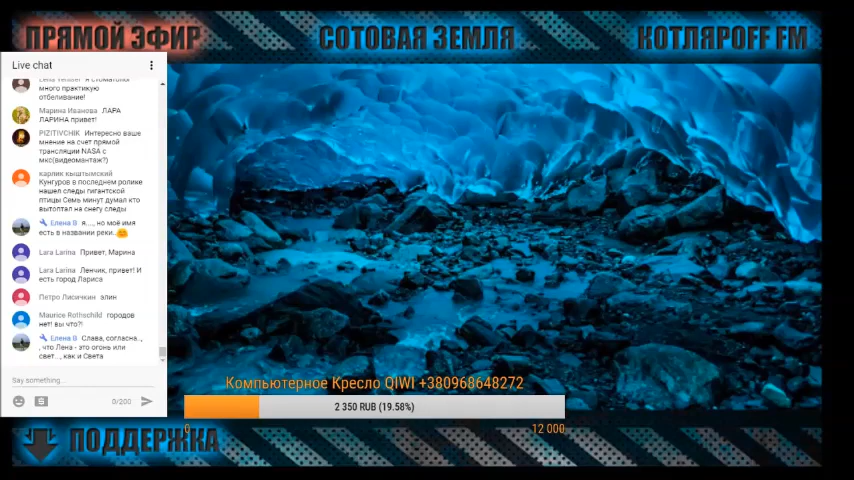 ПРЯМОЙ ЭФИР
СОТОВАЯ ЗЕМЛЯ
КОТЛЯРОFF FM
Live chat
много практикую
отбеливание!
Марина Иванова ЛАРА
ЛАРИНА привет!
PIZITIVCHIK Интересно ваше
мнение на счет прямой
трансляции NASA с
мкс(видеомонтаж?)
карлик кыштымский
Кунгуров в последнем ролике
нашел следы гигантской
птицы Семь минут думал кто
вытоптал на снегу следы
Елена В я...., но моё имя
есть в названии реки..
Lara Larina Привет, Марина
Lara Larina Ленчик, привет! И
есть город Лариса
Петро Лисичкин элин
Maurice Rothschild городов
нет! вы что?!
Елена В Слава, согласна..,
, что Лена - это огонь или
свет..., как и Света
Say something...
0/200
Компьютерное Кресло QIWI +380968648272
2 350 RUB (19.58%)
0
12 000
ПОДДЕРЖКА